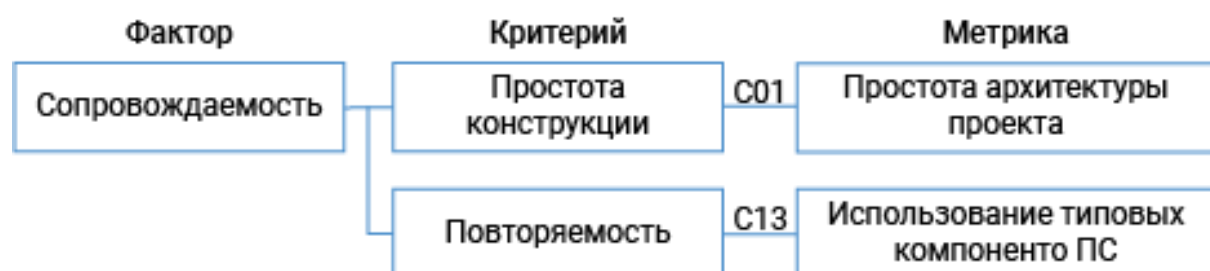 Фактор
Критерий
Метрика
Сопровождаемость
Простота
конструкции
С01
Простота архитектуры
проекта
Повторяемость
С13
Использование типовых
компоненто ПС